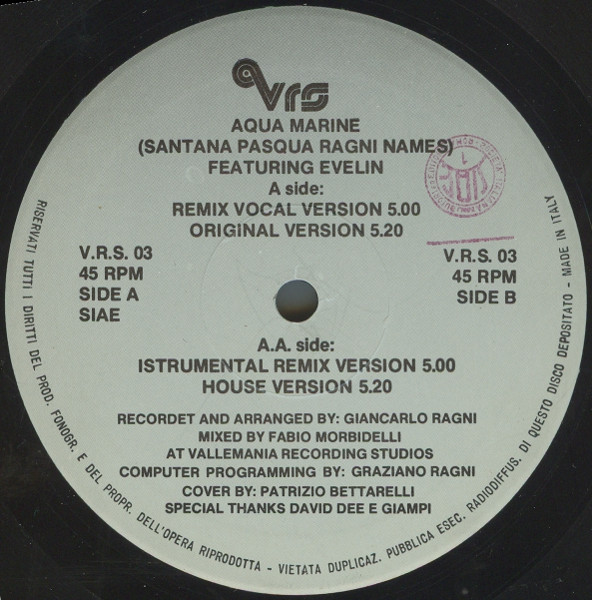 vrs
AQUA MARINE
(SANTANA PASQUA RAGNI NAMES)
FEATURING EVELIN
A side:
REMIX VOCAL VERSION 5.00
ORIGINAL VERSION 5.20
V.R.S. 03
45 RPM
SIDE A
SIAE
V.R.S. 03
45 RPM
SIDE B
A.A. side:
ISTRUMENTAL REMIX VERSION 5.00
HOUSE VERSION 5.20
RECORDET AND ARRANGED BY: GIANCARLO RAGNI
MIXED BY FABIO MORBIDELLI
AT VALLEMANIA RECORDING STUDIOS
COMPUTER PROGRAMMING BY: GRAZIANO RAGNI
COVER BY: PATRIZIO BETTARELLI
SPECIAL THANKS DAVID DEE E GIAMPI
RISERVATI TUTTI I DIRITTI DEL PROD. FONOGR. E DEL PROPR. DELL'OPERA RIPRODOTTA - VIETATA DUPLICAZ. PUBBLICA ESEC. RADIODIFFUS. DI QUESTO DISCO DEPOSITATO - MADE IN ITALY